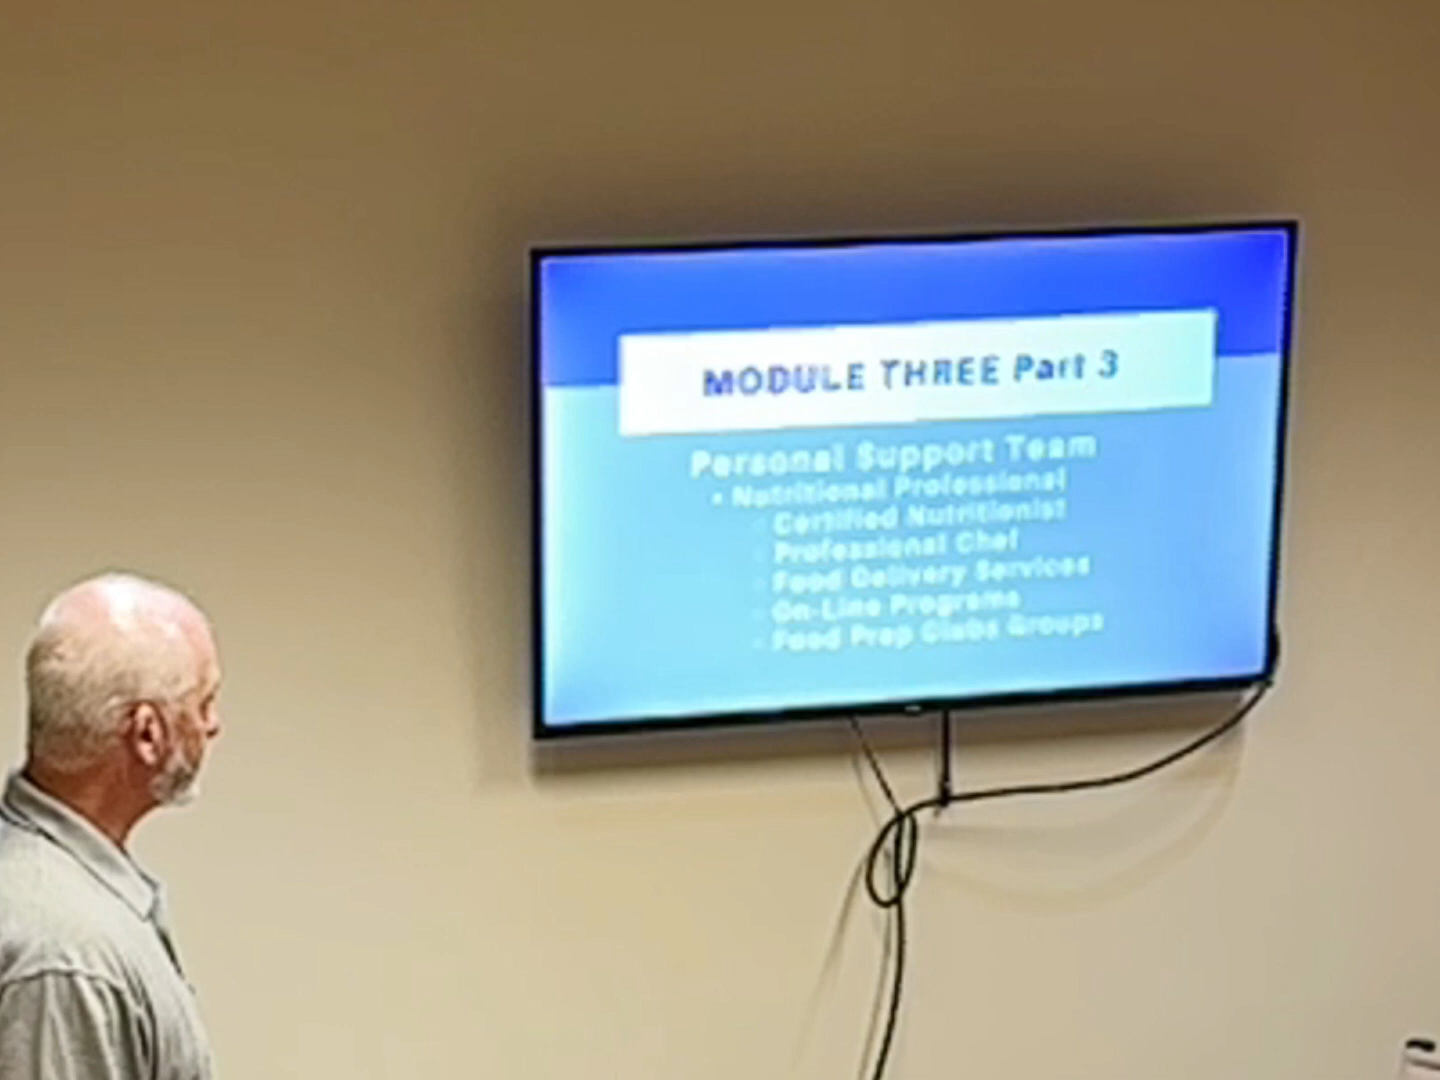 MODULE THREE Part 3
Personal Support Team
• Nutritional Professional
- Certified Nutritionist
- Professional Chef
- Food Delivery Services
- On-Line Programs
- Food Prep Clubs Groups